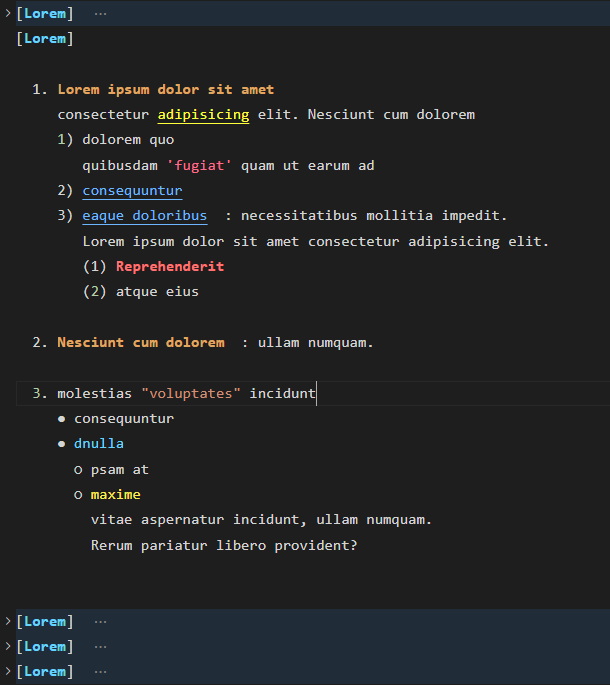 [Lorem] ···
[Lorem]
1. Lorem ipsum dolor sit amet
consectetur adipisicing elit. Nesciunt cum dolorem
1) dolorem quo
quibusdam 'fugiat' quam ut earum ad
2) consequuntur
3) eaque doloribus : necessitatibus mollitia impedit.
Lorem ipsum dolor sit amet consectetur adipisicing elit.
(1) Reprehenderit
(2) atque eius
2. Nesciunt cum dolorem : ullam numquam.
3. molestias "voluptates" incidunt
● consequuntur
● dnulla
○ psam at
○ maxime
vitae aspernatur incidunt, ullam numquam.
Rerum pariatur libero provident?
[Lorem] ···
[Lorem] ···
[Lorem] ···